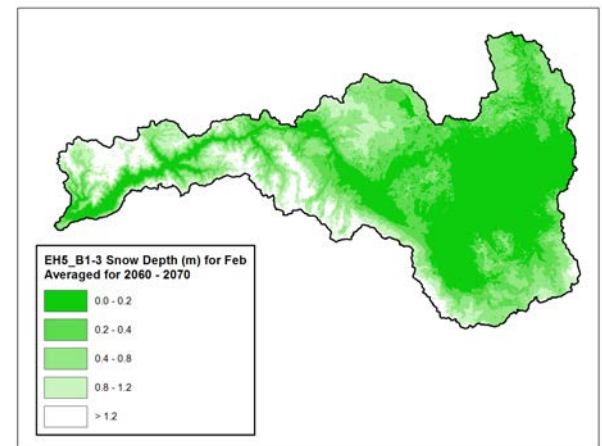 EH5_B1-3 Snow Depth (m) for Feb
Averaged for 2060 - 2070
0.0 - 0.2
0.2 - 0.4
0.4 - 0.8
0.8 - 1.2
> 1.2